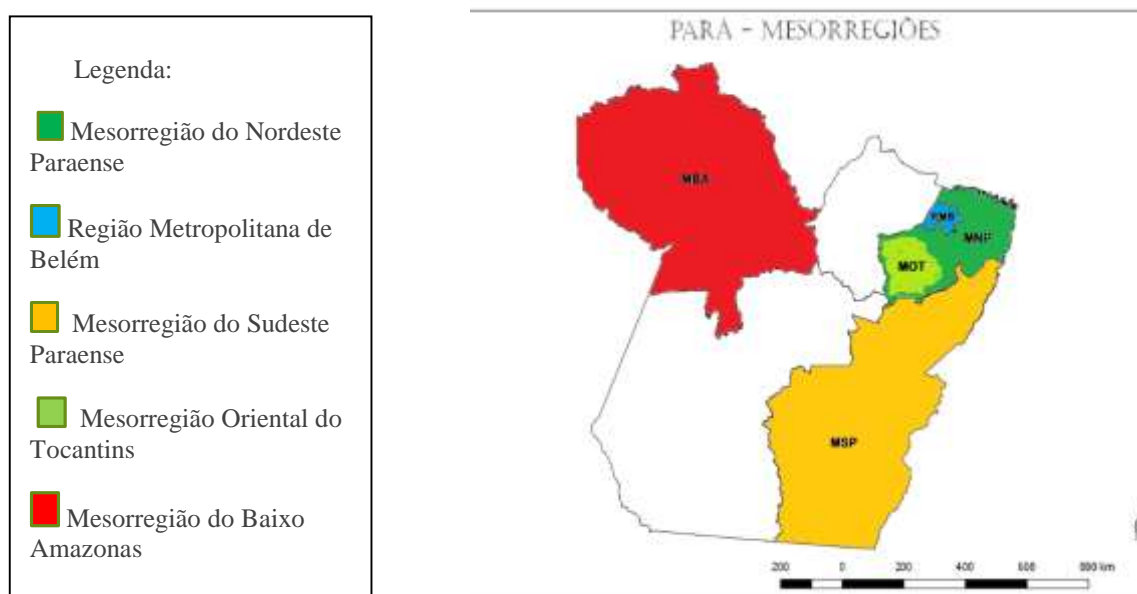 Legenda:
Mesorregião do Nordeste
Paraense
Região Metropolitana de
Belém
Mesorregião do Sudeste
Paraense
Mesorregião Oriental do
Tocantins
Mesorregião do Baixo
Amazonas
PARÁ - MESORREGIÕES
MBA
RMB
MNP
MOT
MSP
200 0 200 400 600 800 km